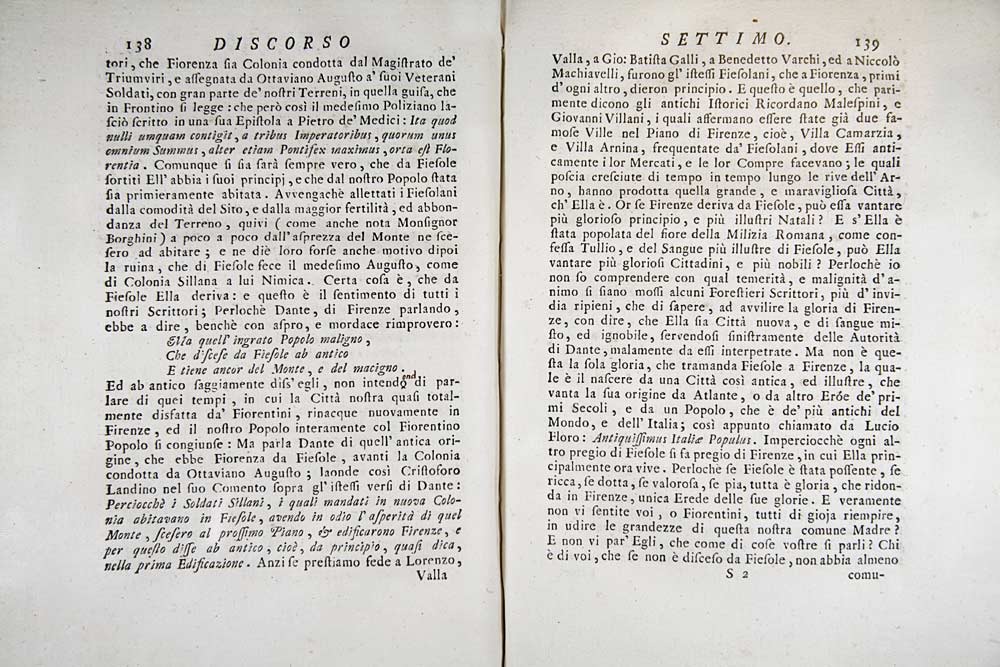 138 DISCORSO
tori, che Fiorenza ſia Colonia condotta dal Magiſtrato de'
Triumviri, e aſſegnata da Ottaviano Auguſto a' ſuoi Veterani
Soldati, con gran parte de' noſtri Terreni, in quella guiſa, che
in Frontino ſi legge: che però così il medeſimo Poliziano la-
ſciò ſcritto in una ſua Epiſtola a Pietro de' Medici: Ita quod
nulli umquam contigit, a tribus Imperatoribus, quorum unus
omnium Summus, alter etiam Pontifex maximus, orta eſt Flo-
rentia. Comunque ſi ſia ſarà ſempre vero, che da Fieſole
ſortiti Ell' abbia i ſuoi principj, e che dal noſtro Popolo ſtata
ſia primieramente abitata. Avvengachè allettati i Fieſolani
dalla comodità del Sito, e dalla maggior fertilità, ed abbon-
danza del Terreno, quivi (come anche nota Monſignor
Borghini) a poco a poco dall' aſprezza del Monte ne ſce-
ſero ad abitare; e ne diè loro forſe anche motivo dipoi
la ruina, che di Fieſole fece il medeſimo Auguſto, come
di Colonia Sillana a lui Nimica. Certa coſa è, che da
Fieſole Ella deriva: e queſto è il ſentimento di tutti i
noſtri Scrittori; Perlochè Dante, di Firenze parlando,
ebbe a dire, benchè con aſpro, e mordace rimprovero:
Ma quell' ingrato Popolo maligno,
Che diſceſe da Fieſole ab antico
E tiene ancor del Monte, e del macigno.
Ed ab antico ſaggiamente diſs' egli, non intendendo di par-
lare di quei tempi, in cui la Città noſtra quaſi total-
mente disfatta da' Fiorentini, rinacque nuovamente in
Firenze, ed il noſtro Popolo interamente col Fiorentino
Popolo ſi congiunſe: Ma parla Dante di quell' antica ori-
gine, che ebbe Fiorenza da Fieſole, avanti la Colonia
condotta da Ottaviano Auguſto; laonde così Criſtoforo
Landino nel ſuo Comento ſopra gl' iſteſſi verſi di Dante:
Perciocchè i Soldati Sillani, i quali mandati in nuova Colo-
nia abitavano in Fieſole, avendo in odio l' aſperità di quel
Monte, ſceſero al proſſimo Piano, & edificarono Firenze, e
per queſto diſſe ab antico, cioè, da principio, quaſi dica,
nella prima Edificazione. Anzi ſe preſtiamo fede a Lorenzo,
Valla
SETTIMO. 139
Valla, a Gio: Batiſta Galli, a Benedetto Varchi, ed a Niccolò
Machiavelli, furono gl' iſteſſi Fieſolani, che a Fiorenza, primi
d' ogni altro, dieron principio. E queſto è quello, che pari-
mente dicono gli antichi Iſtorici Ricordano Maleſpini, e
Giovanni Villani, i quali affermano eſſere ſtate già due fa-
moſe Ville nel Piano di Firenze, cioè, Villa Camarzia,
e Villa Arnina, frequentate da' Fieſolani, dove Eſſi anti-
camente i lor Mercati, e le lor Compre facevano; le quali
poſcia creſciute di tempo in tempo lungo le rive dell' Ar-
no, hanno prodotta quella grande, e maraviglioſa Città,
ch' Ella è. Or ſe Firenze deriva da Fieſole, può eſſa vantare
più glorioſo principio, e più illuſtri Natali? E s' Ella è
ſtata popolata del fiore della Milizia Romana, come con-
feſſa Tullio, e del Sangue più illuſtre di Fieſole, può Ella
vantare più glorioſi Cittadini, e più nobili? Perlochè io
non ſo comprendere con qual temerità, e malignità d' a-
nimo ſi ſiano moſſi alcuni Foreſtieri Scrittori, più d' invi-
dia ripieni, che di ſapere, ad avvilire la gloria di Firen-
ze, con dire, che Ella ſia Città nuova, e di ſangue mi-
ſto, ed ignobile, ſervendoſi ſiniſtramente delle Autorità
di Dante, malamente da eſſi interpetrate. Ma non è que-
ſta la ſola gloria, che tramanda Fieſole a Firenze, la qua-
le è il naſcere da una Città così antica, ed illuſtre, che
vanta la ſua origine da Atlante, o da altro Eróe de' pri-
mi Secoli, e da un Popolo, che è de' più antichi del
Mondo, e dell' Italia; così appunto chiamato da Lucio
Floro: Antiquiſſimus Italiæ Populus. Imperciocchè ogni al-
tro pregio di Fieſole ſi fa pregio di Firenze, in cui Ella prin-
cipalmente ora vive. Perlochè ſe Fieſole è ſtata poſſente, ſe
ricca, ſe dotta, ſe valoroſa, ſe pia, tutta è gloria, che ridon-
da in Firenze, unica Erede delle ſue glorie. E veramente
non vi ſentite voi, o Fiorentini, tutti di gioja riempire,
in udire le grandezze di queſta noſtra comune Madre?
E non vi par' Egli, che come di coſe voſtre ſi parli? Chi
è di voi, che ſe non è diſceſo da Fieſole, non abbia almeno
S 2 comu-